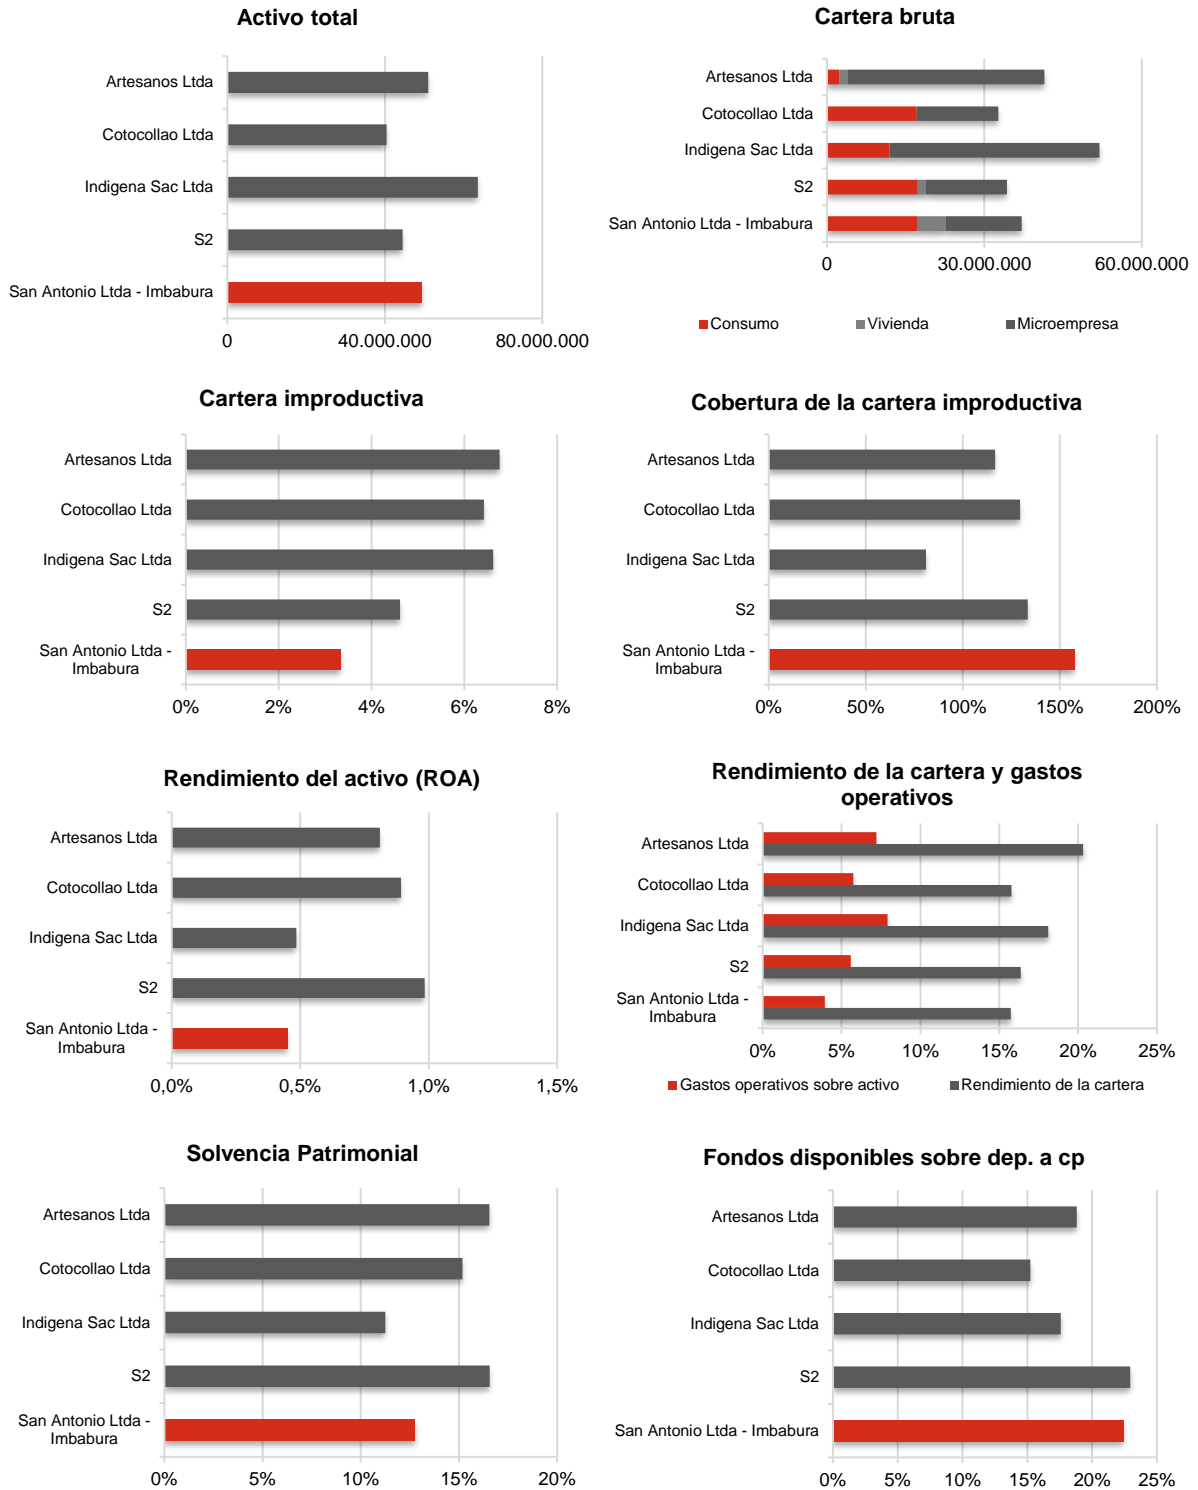 Activo total
Artesanos Ltda
Cotocollao Ltda
Indigena Sac Ltda
S2
San Antonio Ltda - Imbabura
0 40.000.000 80.000.000
Cartera bruta
Artesanos Ltda
Cotocollao Ltda
Indigena Sac Ltda
S2
San Antonio Ltda - Imbabura
0 30.000.000 60.000.000
Consumo Vivienda Microempresa
Cartera improductiva
Artesanos Ltda
Cotocollao Ltda
Indigena Sac Ltda
S2
San Antonio Ltda -
Imbabura
0% 2% 4% 6% 8%
Cobertura de la cartera improductiva
Artesanos Ltda
Cotocollao Ltda
Indigena Sac Ltda
S2
San Antonio Ltda -
Imbabura
0% 50% 100% 150% 200%
Rendimiento del activo (ROA)
Artesanos Ltda
Cotocollao Ltda
Indigena Sac Ltda
S2
San Antonio Ltda -
Imbabura
0,0% 0,5% 1,0% 1,5%
Rendimiento de la cartera y gastos
operativos
Artesanos Ltda
Cotocollao Ltda
Indigena Sac Ltda
S2
San Antonio Ltda -
Imbabura
0% 5% 10% 15% 20% 25%
Gastos operativos sobre activo Rendimiento de la cartera
Solvencia Patrimonial
Artesanos Ltda
Cotocollao Ltda
Indigena Sac Ltda
S2
San Antonio Ltda -
Imbabura
0% 5% 10% 15% 20%
Fondos disponibles sobre dep. a cp
Artesanos Ltda
Cotocollao Ltda
Indigena Sac Ltda
S2
San Antonio Ltda - Imbabura
0% 5% 10% 15% 20% 25%